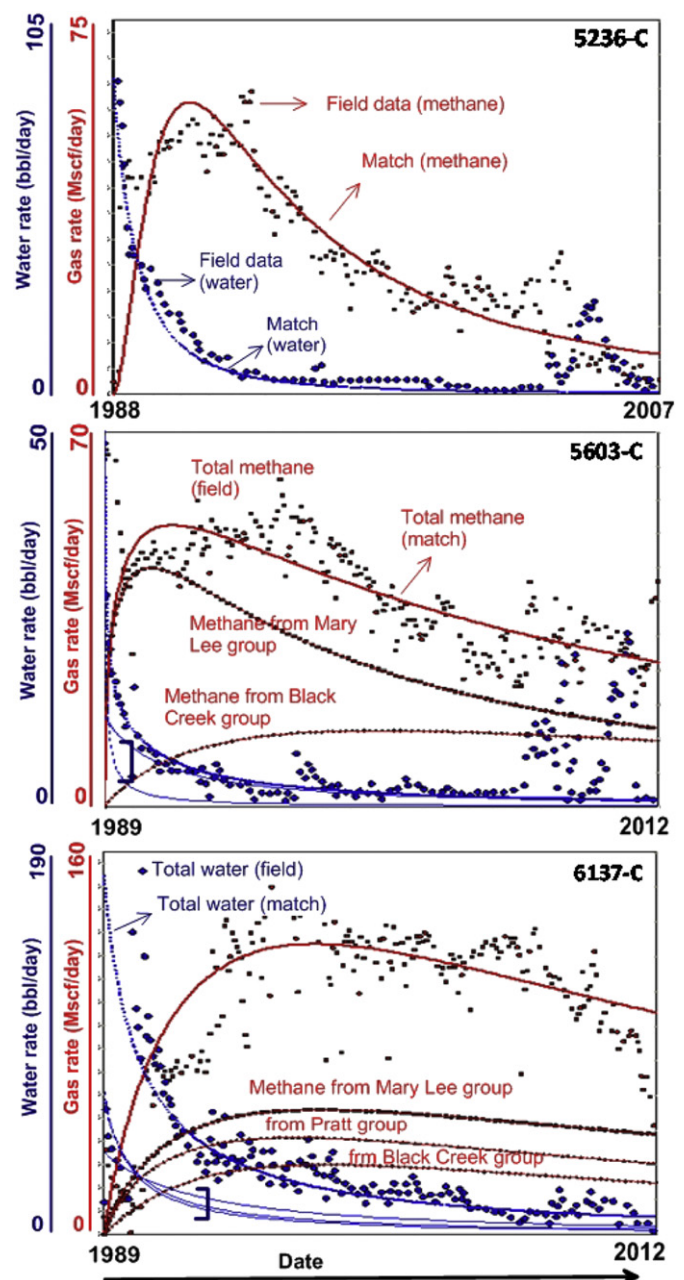 105
75
5236-C
Water rate (bbl/day)
Gas rate (Mscf/day)
Field data (methane)
Match (methane)
Field data
(water)
Match
(water)
0
0
1988
2007
50
70
5603-C
Water rate (bbl/day)
Gas rate (Mscf/day)
Total methane
(field)
Total methane
(match)
Methane from Mary
Lee group
Methane from Black
Creek group
0
0
1989
2012
190
160
6137-C
Water rate (bbl/day)
Gas rate (Mscf/day)
Total water (field)
Total water (match)
Methane from Mary Lee group
from Pratt group
frm Black Creek group
0
0
1989
Date
2012